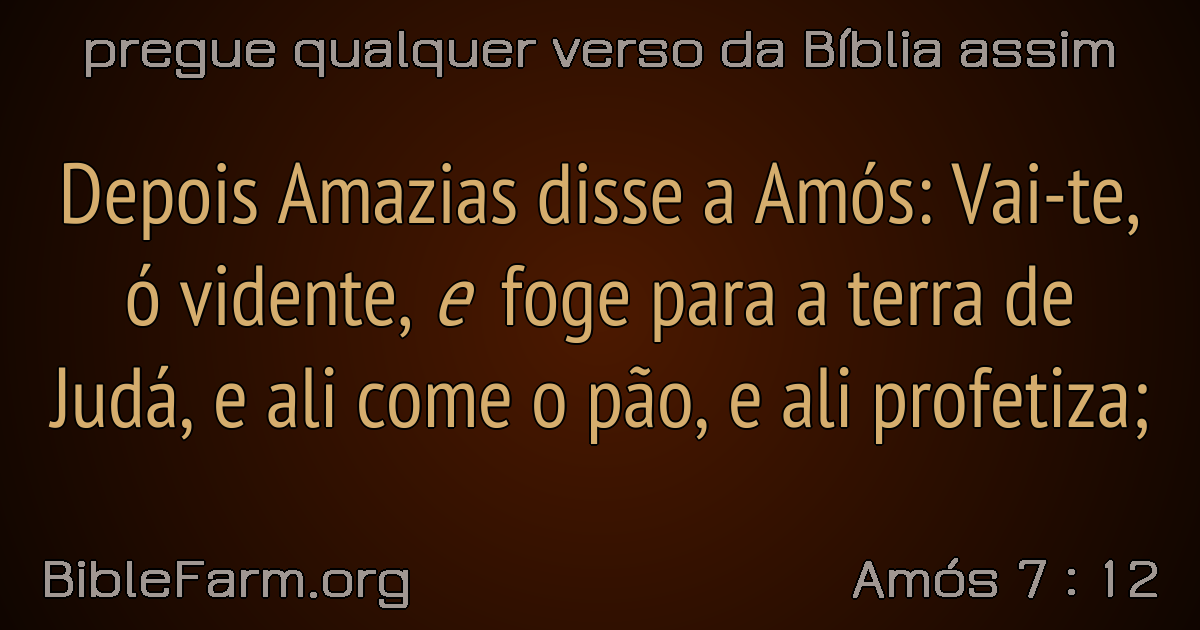 pregue qualquer verso da Bíblia assim
Depois Amazias disse a Amós: Vai-te,
ó vidente, e foge para a terra de
Judá, e ali come o pão, e ali profetiza;
BibleFarm.org
Amós 7 : 12